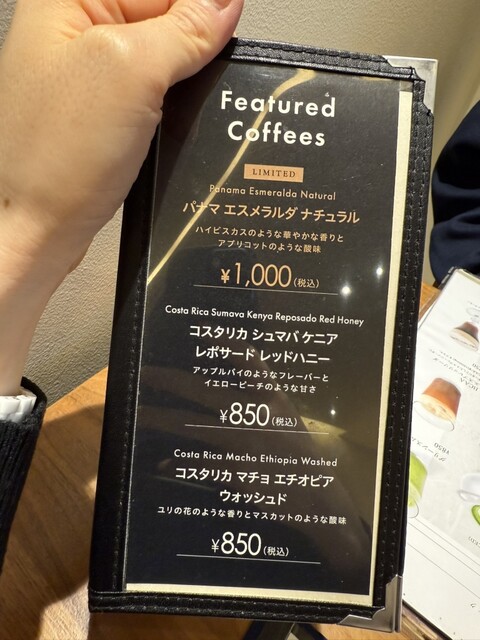 Featured
Coffees
LIMITED
Panama Esmeralda Natural
パナマ エスメラルダ ナチュラル
ハイビスカスのような華やかな香りと
アプリコットのような酸味
¥1,000(税込)
Costa Rica Sumava Kenya Reposado Red Honey
コスタリカ シュマバ ケニア
レポサード レッドハニー
アップルパイのようなフレーバーと
イエローピーチのような甘さ
¥850(税込)
Costa Rica Macho Ethiopia Washed
コスタリカ マチョ エチオピア
ウォッシュド
ユリの花のような香りとマスカットのような酸味
¥850(税込)
¥850